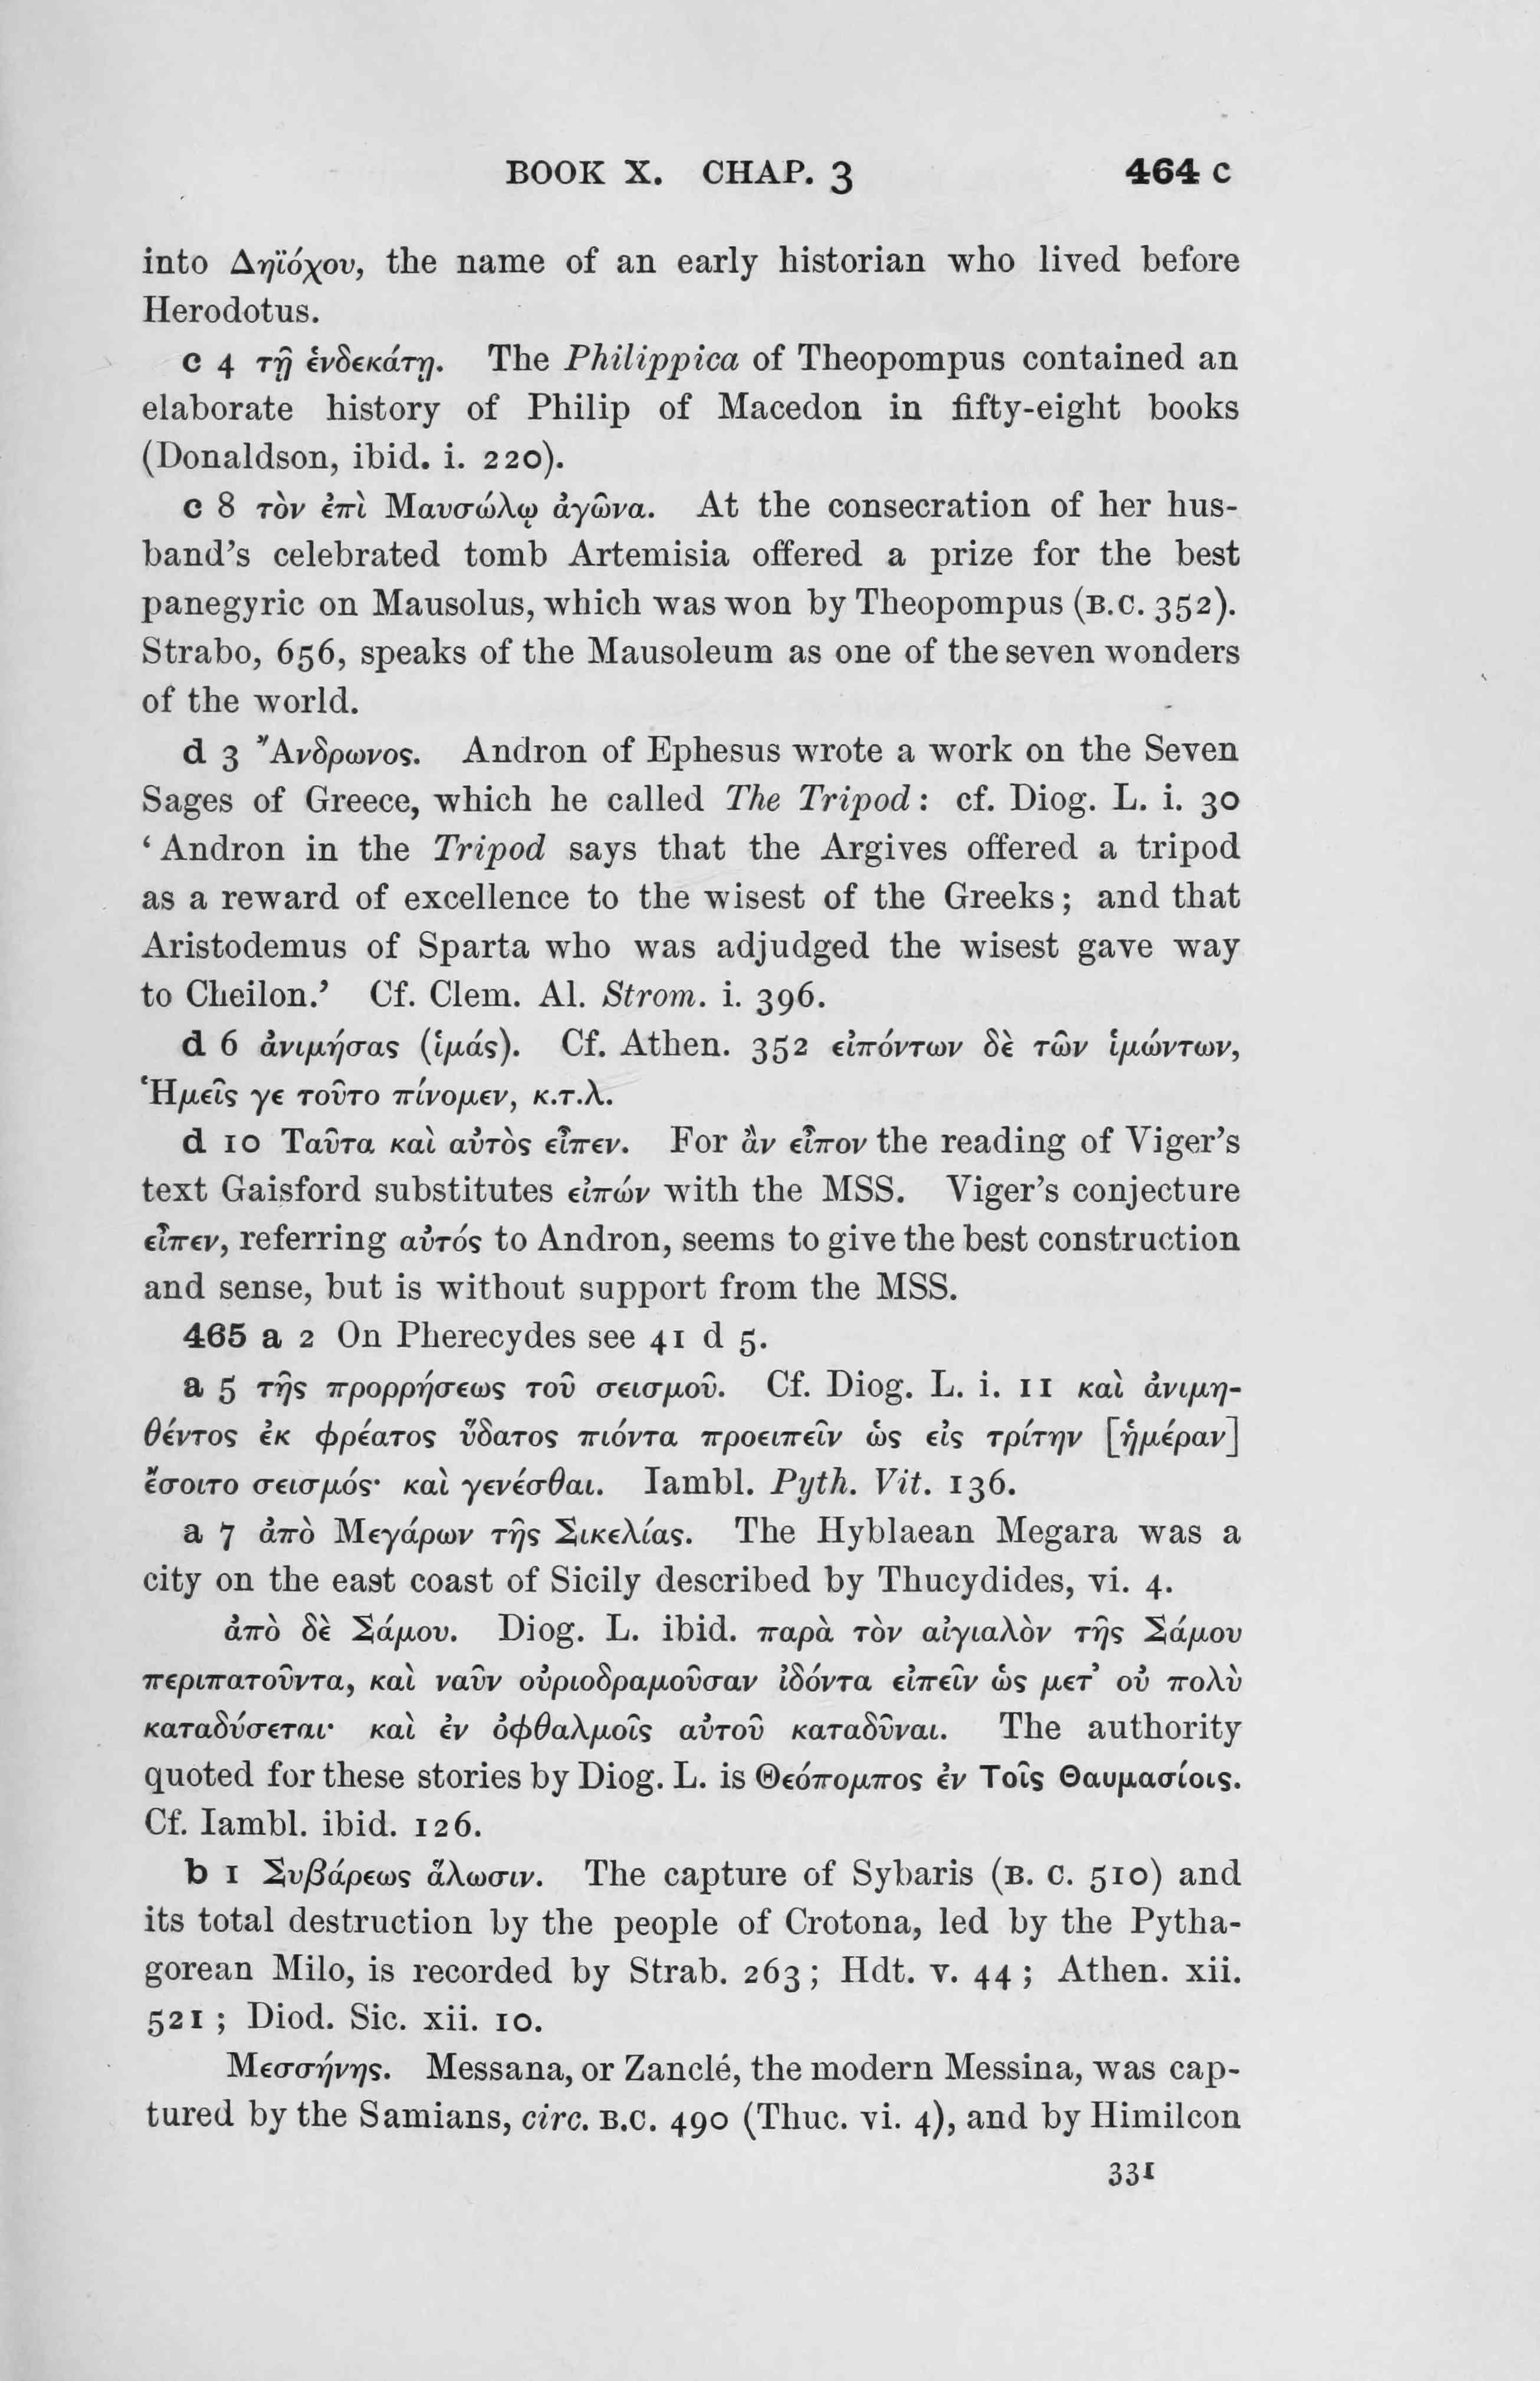 BOOK X. CHAP. 3 464 c
into Δηϊόχου, the name of an early historian who lived before
Herodotus.
c 4 τῇ ἑνδεκάτῃ. The Philippica of Theopompus contained an
elaborate history of Philip of Macedon in fifty-eight books
(Donaldson, ibid. i. 220).
c 8 τὸν ἐπὶ Μαυσώλῳ ἀγῶνα. At the consecration of her hus-
band's celebrated tomb Artemisia offered a prize for the best
panegyric on Mausolus, which was won by Theopompus (B.C. 352).
Strabo, 656, speaks of the Mausoleum as one of the seven wonders
of the world.
d 3 Ἄνδρωνος. Andron of Ephesus wrote a work on the Seven
Sages of Greece, which he called The Tripod: cf. Diog. L. i. 30
‘Andron in the Tripod says that the Argives offered a tripod
as a reward of excellence to the wisest of the Greeks; and that
Aristodemus of Sparta who was adjudged the wisest gave way
to Cheilon.’ Cf. Clem. Al. Strom. i. 396.
d 6 ἀνιμήσας (ἱμάς). Cf. Athen. 352 εἰπόντων δὲ τῶν ἱμώντων,
Ἡμεῖς γε τοῦτο πίνομεν, κ.τ.λ.
d 10 Ταῦτα καὶ αὐτὸς εἶπεν. For ἂν εἶπον the reading of Viger's
text Gaisford substitutes εἰπών with the MSS. Viger's conjecture
εἶπεν, referring αὐτός to Andron, seems to give the best construction
and sense, but is without support from the MSS.
465 a 2 On Pherecydes see 41 d 5.
a 5 τῆς προρρήσεως τοῦ σεισμοῦ. Cf. Diog. L. i. 11 καὶ ἀνιμη-
θέντος ἐκ φρέατος ὕδατος πιόντα προειπεῖν ὡς εἰς τρίτην [ἡμέραν]
ἔσοιτο σεισμός· καὶ γενέσθαι. Iambl. Pyth. Vit. 136.
a 7 ἀπὸ Μεγάρων τῆς Σικελίας. The Hyblaean Megara was a
city on the east coast of Sicily described by Thucydides, vi. 4.
ἀπὸ δὲ Σάμου. Diog. L. ibid. παρὰ τὸν αἰγιαλὸν τῆς Σάμου
περιπατοῦντα, καὶ ναῦν οὐριοδραμοῦσαν ἰδόντα εἰπεῖν ὡς μετ’ οὐ πολὺ
καταδύσεται· καὶ ἐν ὀφθαλμοῖς αὐτοῦ καταδῦναι. The authority
quoted for these stories by Diog. L. is Θεόπομπος ἐν Τοῖς Θαυμασίοις.
Cf. Iambl. ibid. 126.
b 1 Συβάρεως ἅλωσιν. The capture of Sybaris (B. C. 510) and
its total destruction by the people of Crotona, led by the Pytha-
gorean Milo, is recorded by Strab. 263; Hdt. v. 44; Athen. xii.
521; Diod. Sic. xii. 10.
Μεσσήνης. Messana, or Zanclé, the modern Messina, was cap-
tured by the Samians, circ. B.C. 490 (Thuc. vi. 4), and by Himilcon
331